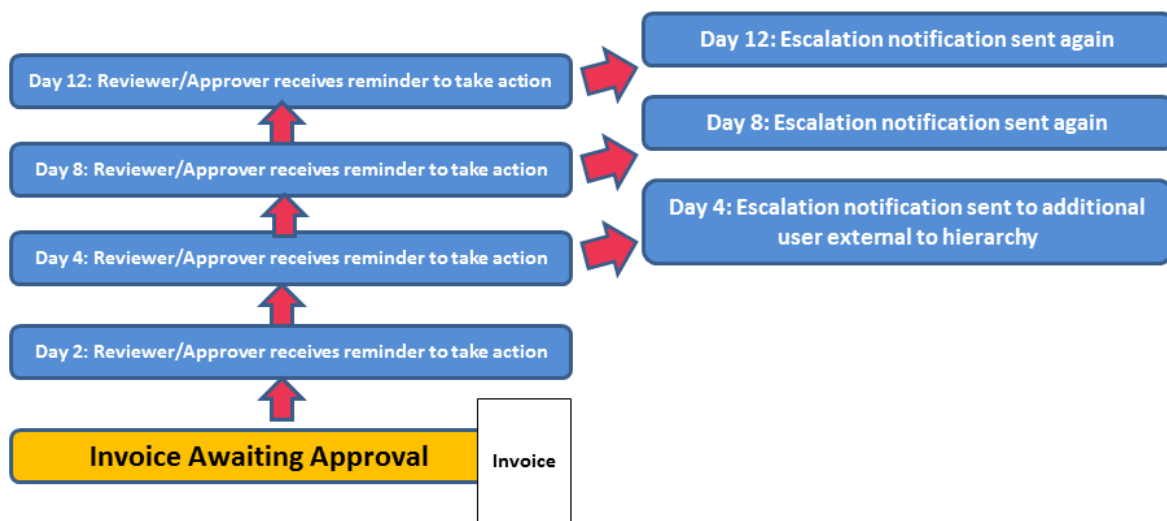 Day 12: Escalation notification sent again
Day 12: Reviewer/Approver receives reminder to take action
Day 8: Escalation notification sent again
Day 8: Reviewer/Approver receives reminder to take action
Day 4: Escalation notification sent to additional
user external to hierarchy
Day 4: Reviewer/Approver receives reminder to take action
Day 2: Reviewer/Approver receives reminder to take action
Invoice Awaiting Approval
Invoice